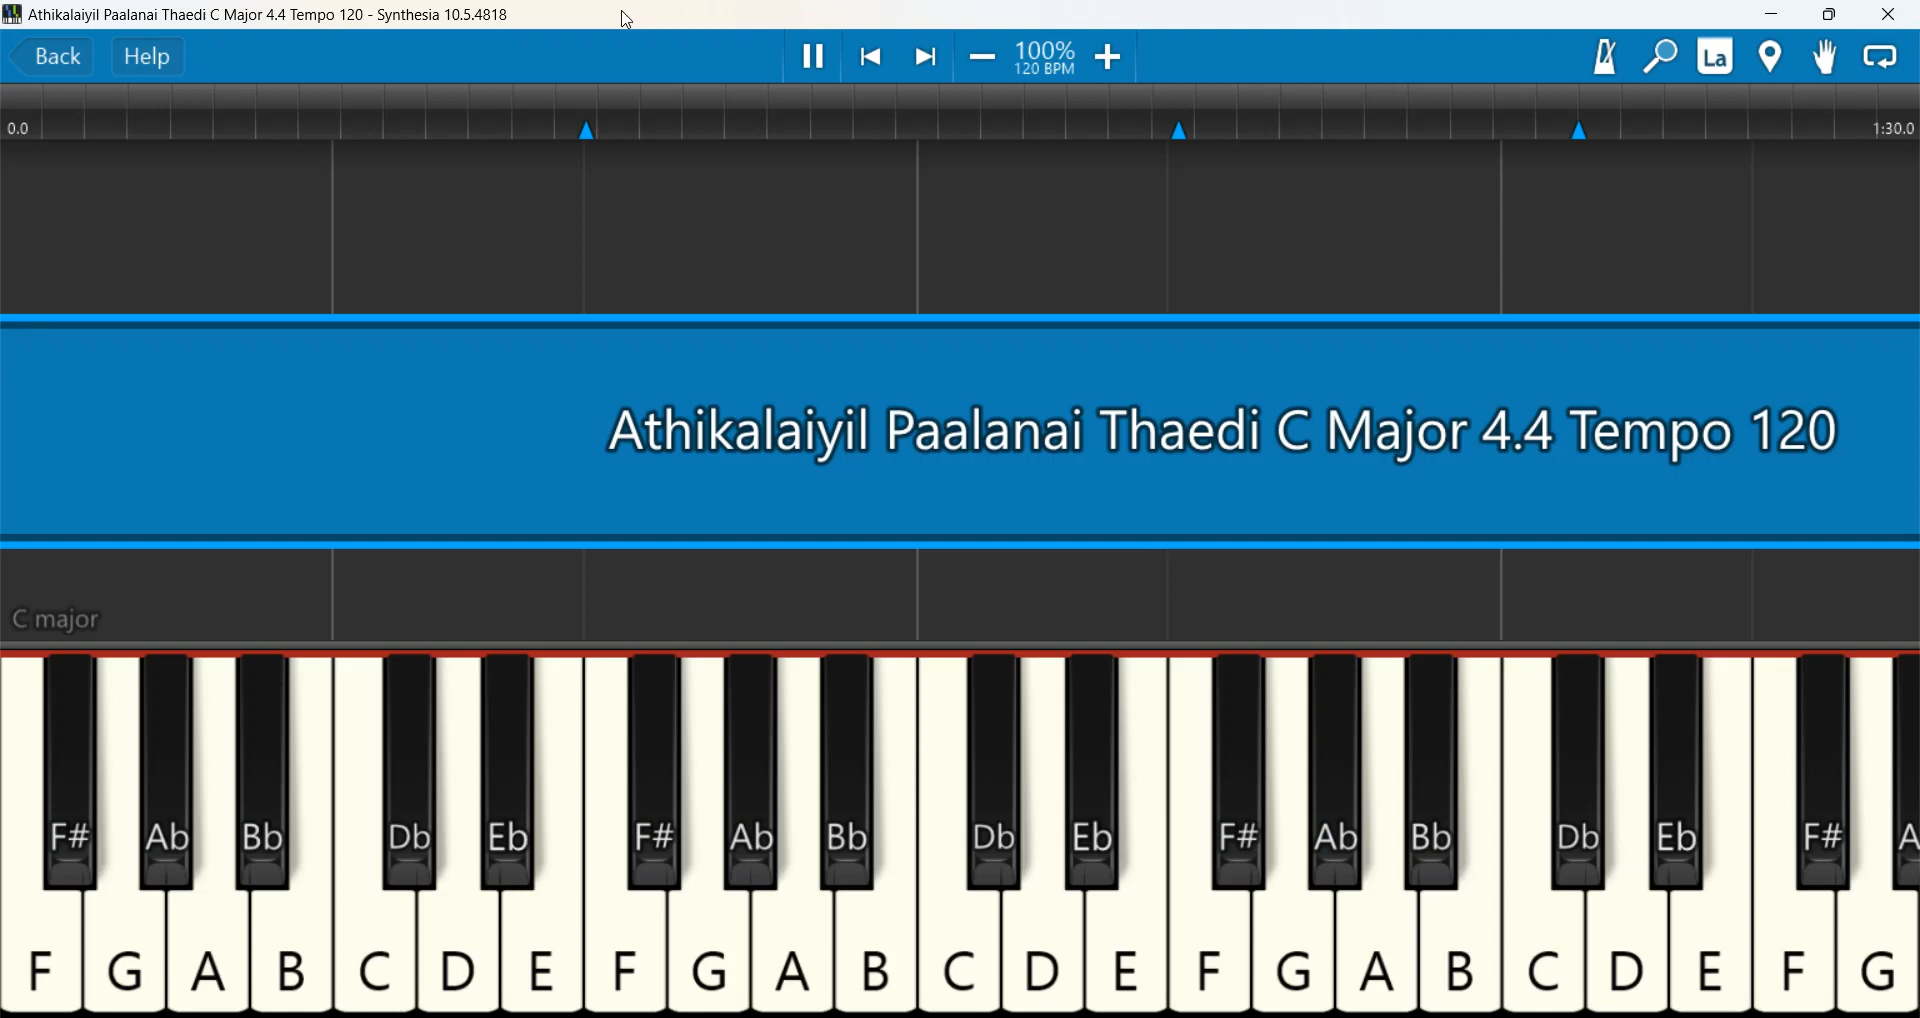 Athikalaiyil Paalanai Thaedi C Major 4.4 Tempo 120 - Synthesia 10.5.4818
Back Help 100% La
120 BPM
0.0 1:30.0
Athikalaiyil Paalanai Thaedi C Major 4.4 Tempo 120
C major
F# Ab Bb Db Eb F# Ab Bb Db Eb F# Ab Bb Db Eb F# A
F G A B C D E F G A B C D E F G A B C D E F G